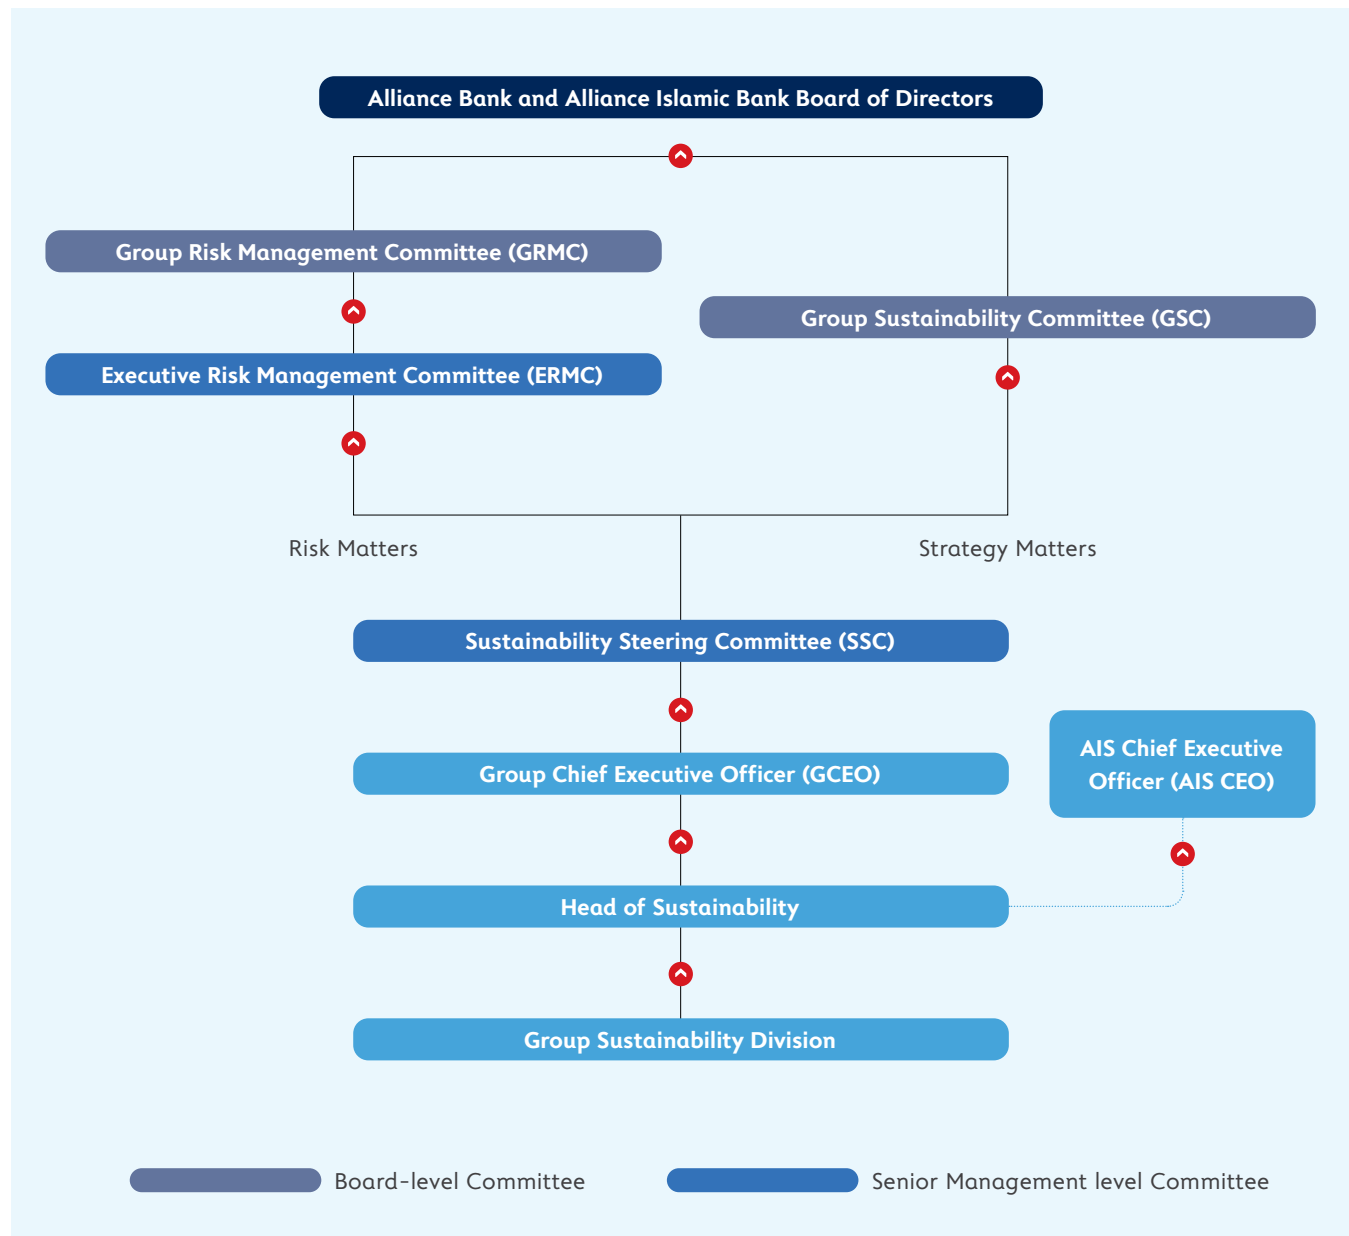 Alliance Bank and Alliance Islamic Bank Board of Directors
Group Risk Management Committee (GRMC)
Group Sustainability Committee (GSC)
Executive Risk Management Committee (ERMC)
Risk Matters
Strategy Matters
Sustainability Steering Committee (SSC)
Group Chief Executive Officer (GCEO)
AIS Chief Executive
Officer (AIS CEO)
Head of Sustainability
Group Sustainability Division
Board-level Committee
Senior Management level Committee